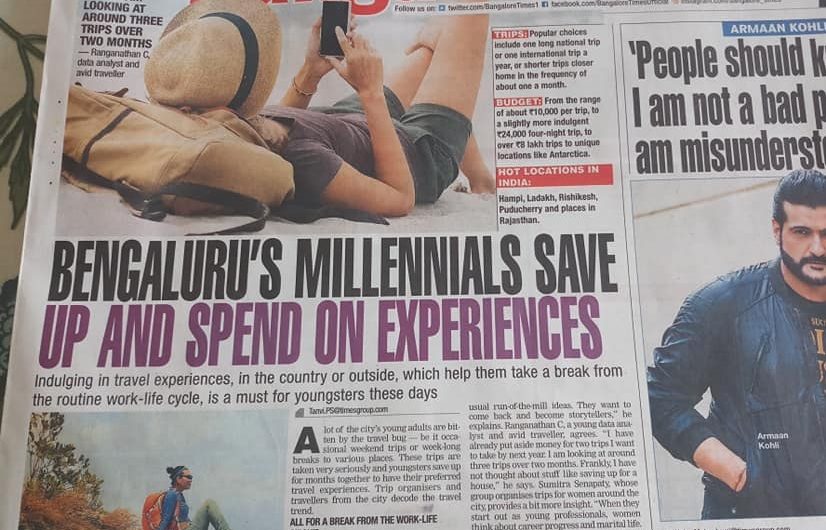 LOOKING AT
AROUND THREE
TRIPS OVER
TWO MONTHS
— Ranganathan C,
data analyst and
avid traveller
Follow us on: twitter.com/BangaloreTimes1 facebook.com/BangaloreTimesOfficial
TRIPS: Popular choices
include one long national trip
or one international trip a
year, or shorter trips closer
home in the frequency of
about one a month.
BUDGET: From the range
of about ₹10,000 per trip, to
a slightly more indulgent
₹24,000 four-night trip, to
over ₹8 lakh trips to unique
locations like Antarctica.
HOT LOCATIONS IN
INDIA:
Hampi, Ladakh, Rishikesh,
Puducherry and places in
Rajasthan.
BENGALURU'S MILLENNIALS SAVE
UP AND SPEND ON EXPERIENCES
Indulging in travel experiences, in the country or outside, which help them take a break from
the routine work-life cycle, is a must for youngsters these days
Tanvi.PS@timesgroup.com
A lot of the city's young adults are bit-
ten by the travel bug — be it occa-
sional weekend trips or week-long
breaks to various places. These trips are
taken very seriously and youngsters save up
for months together to have their preferred
travel experiences. Trip organisers and
travellers from the city decode the travel
trend.
ALL FOR A BREAK FROM THE WORK-LIFE
usual run-of-the-mill ideas. They want to
come back and become storytellers," he
explains. Ranganathan C, a young data ana-
lyst and avid traveller, agrees. "I have
already put aside money for two trips I want
to take by next year. I am looking at around
three trips over two months. Frankly, I have
not thought about stuff like saving up for a
house," he says. Sumitra Senapaty, whose
group organises trips for women around the
city, provides a bit more insight. "When they
start out as young professionals, women
think about career progress and marital life.
ARMAAN KOHLI
'People should k
I am not a bad p
am misunderst
Armaan
Kohli